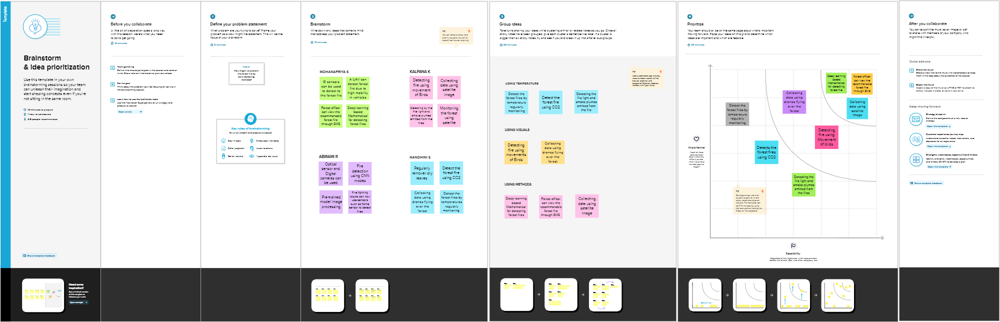 Template
Brainstorm
& idea prioritization
Use this template in your own
brainstorming sessions so your team
can unleash their imagination and
start shaping concepts even if you're
not sitting in the same room.
10 minutes to prepare
1 hour to collaborate
2-8 people recommended
Share template feedback
Need some
inspiration?
See a finished version
of this template to
kickstart your work.
Open example
Before you collaborate
A little bit of preparation goes a long way
with this session. Here's what you need
to do to get going.
10 minutes
A
Team gathering
Define who should participate in the session and send an
invite. Share relevant information or pre-work ahead.
B
Set the goal
Think about the problem you'll be focusing on solving in
the brainstorming session.
C
Learn how to use the facilitation tools
Use the Facilitation Superpowers to run a happy and
productive session.
Open article
1
Define your problem statement
What problem are you trying to solve? Frame your
problem as a How Might We statement. This will be the
focus of your brainstorm.
5 minutes
PROBLEM
How might we prevent
the forest fire by
early detecting
methods?
Key rules of brainstorming
To run an smooth and productive session
Stay in topic.
Encourage wild ideas.
Defer judgment.
Listen to others.
Go for volume.
If possible, be visual.
2
Brainstorm
Write down any ideas that come to mind
that address your problem statement.
10 minutes
TIP
You can select a sticky note
and hit the pencil [switch to
sketch] icon to start drawing!
MOHANAPRIYA S
IR sensors
can be used
to detect to
the forest fire
A UAV can
detect forest
fire due to
high mobility
in vehicles
Forest officer
can view the
recommanable
forest fire
through SMS
Deep learning
based
Mathematical
for detecting
forest fires
KALPANA K
Detecting
fire using
movement
of Birds
Collecting
data using
satellite
image
Detecting by the
fire light and
smoke plumes
emitted from the
fires
Monitoring
the forest
using
satellite
ABIRAMI R
Optical
sensor and
Digital
cameras can
be used
Fire
detection
using CNN
modes
Pre-trained
model image
processing
Fire fighting
robots can now
use sensors
such as flame
sensor to detect
fires
NANDHINI S
Regularly
remover dry
leaves
Detect the
forest fire
using CO2
Collecting
data using
drones flying
over the
forest
Detect the
forest fires by
temperatures
regularly
monitoring
3
Group ideas
Take turns sharing your ideas while clustering similar or related notes as you go. Once all
sticky notes have been grouped, give each cluster a sentence-like label. If a cluster is
bigger than six sticky notes, try and see if you and break it up into smaller sub-groups.
20 minutes
TIP
Add customizable tags to sticky
notes to make it easier to find,
browse, organize, and
categorize important ideas as
themes within your mural.
USING TEMPERATURE
Detect the
forest fires by
temperature
regularly
monitoring
Detect the
forest fire
using CO2
Detecting the
fire light and
smoke plumes
emitted from
the fire
USING VISUALS
Detecting
fire using
movements
of Birds
Collecting
data using
drones flying
over the
forest
USING METHODS
Deep learning
based
Mathematical
for detecting
forest fires
Forest officer
can view the
recommanable
forest fire
through SMS
Collecting
data using
satellite
image
4
Prioritize
Your team should all be on the same page about what's important
moving forward. Place your ideas on this grid to determine which
ideas are important and which are feasible.
20 minutes
Deep learning
based
Mathematical
for detecting
forest fire
Forest officer
can view the
recommanable
forest fire
through SMS
Collecting
data using
drones flying
over the
forest
Collecting
data using
satellite
image
Detect the
forest fires by
temperature
regularly
monitoring
Detecting
fire using
Movement
of birds
Detects the
forest fires
using CO2
Detecting the
fire light and
smoke plumes
emitted from
the fires
Importance
If each of these
tasks could get
done without any
difficulty or cost,
which would have
the most positive
impact?
TIP
Participants can use their
cursors to point at where
sticky notes should go on
the grid. The facilitator can
confirm the spot by using
the laser pointer holding the
H key on the keyboard.
Feasibility
Regardless of their importance, which tasks are more
feasible than others? (Cost, time, effort, complexity, etc.)
After you collaborate
You can export the mural as an image or pdf
to share with members of your company who
might find it helpful.
Quick add-ons
A
Share the mural
Share a view link to the mural with stakeholders to keep
them in the loop about the outcomes of the session.
B
Export the mural
Export a copy of the mural as a PNG or PDF to attach to
emails, include in slides, or save in your drive.
Keep moving forward
Strategy blueprint
Define the components of a new idea or
strategy.
Open the template
Customer experience journey map
Understand customer needs, motivations, and
obstacles for an experience.
Open the template
Strengths, weaknesses, opportunities & threats
Identify strengths, weaknesses, opportunities,
and threats (SWOT) to develop a plan.
Open the template
Share template feedback